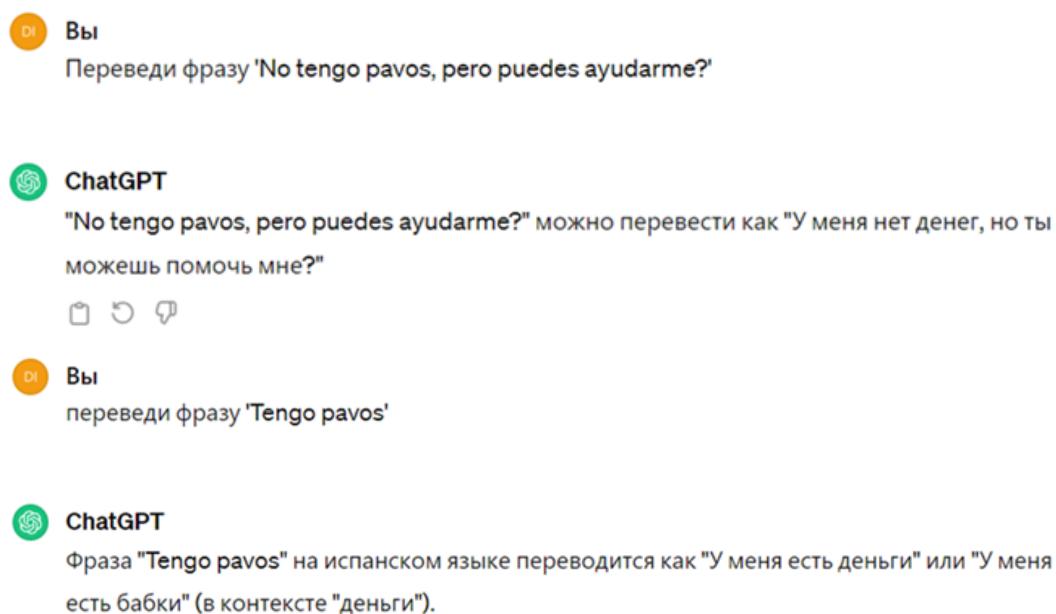 DI Вы
Переведи фразу 'No tengo pavos, pero puedes ayudarme?'
ChatGPT
"No tengo pavos, pero puedes ayudarme?" можно перевести как "У меня нет денег, но ты
можешь помочь мне?"
DI Вы
переведи фразу 'Tengo pavos'
ChatGPT
Фраза "Tengo pavos" на испанском языке переводится как "У меня есть деньги" или "У меня
есть бабки" (в контексте "деньги").